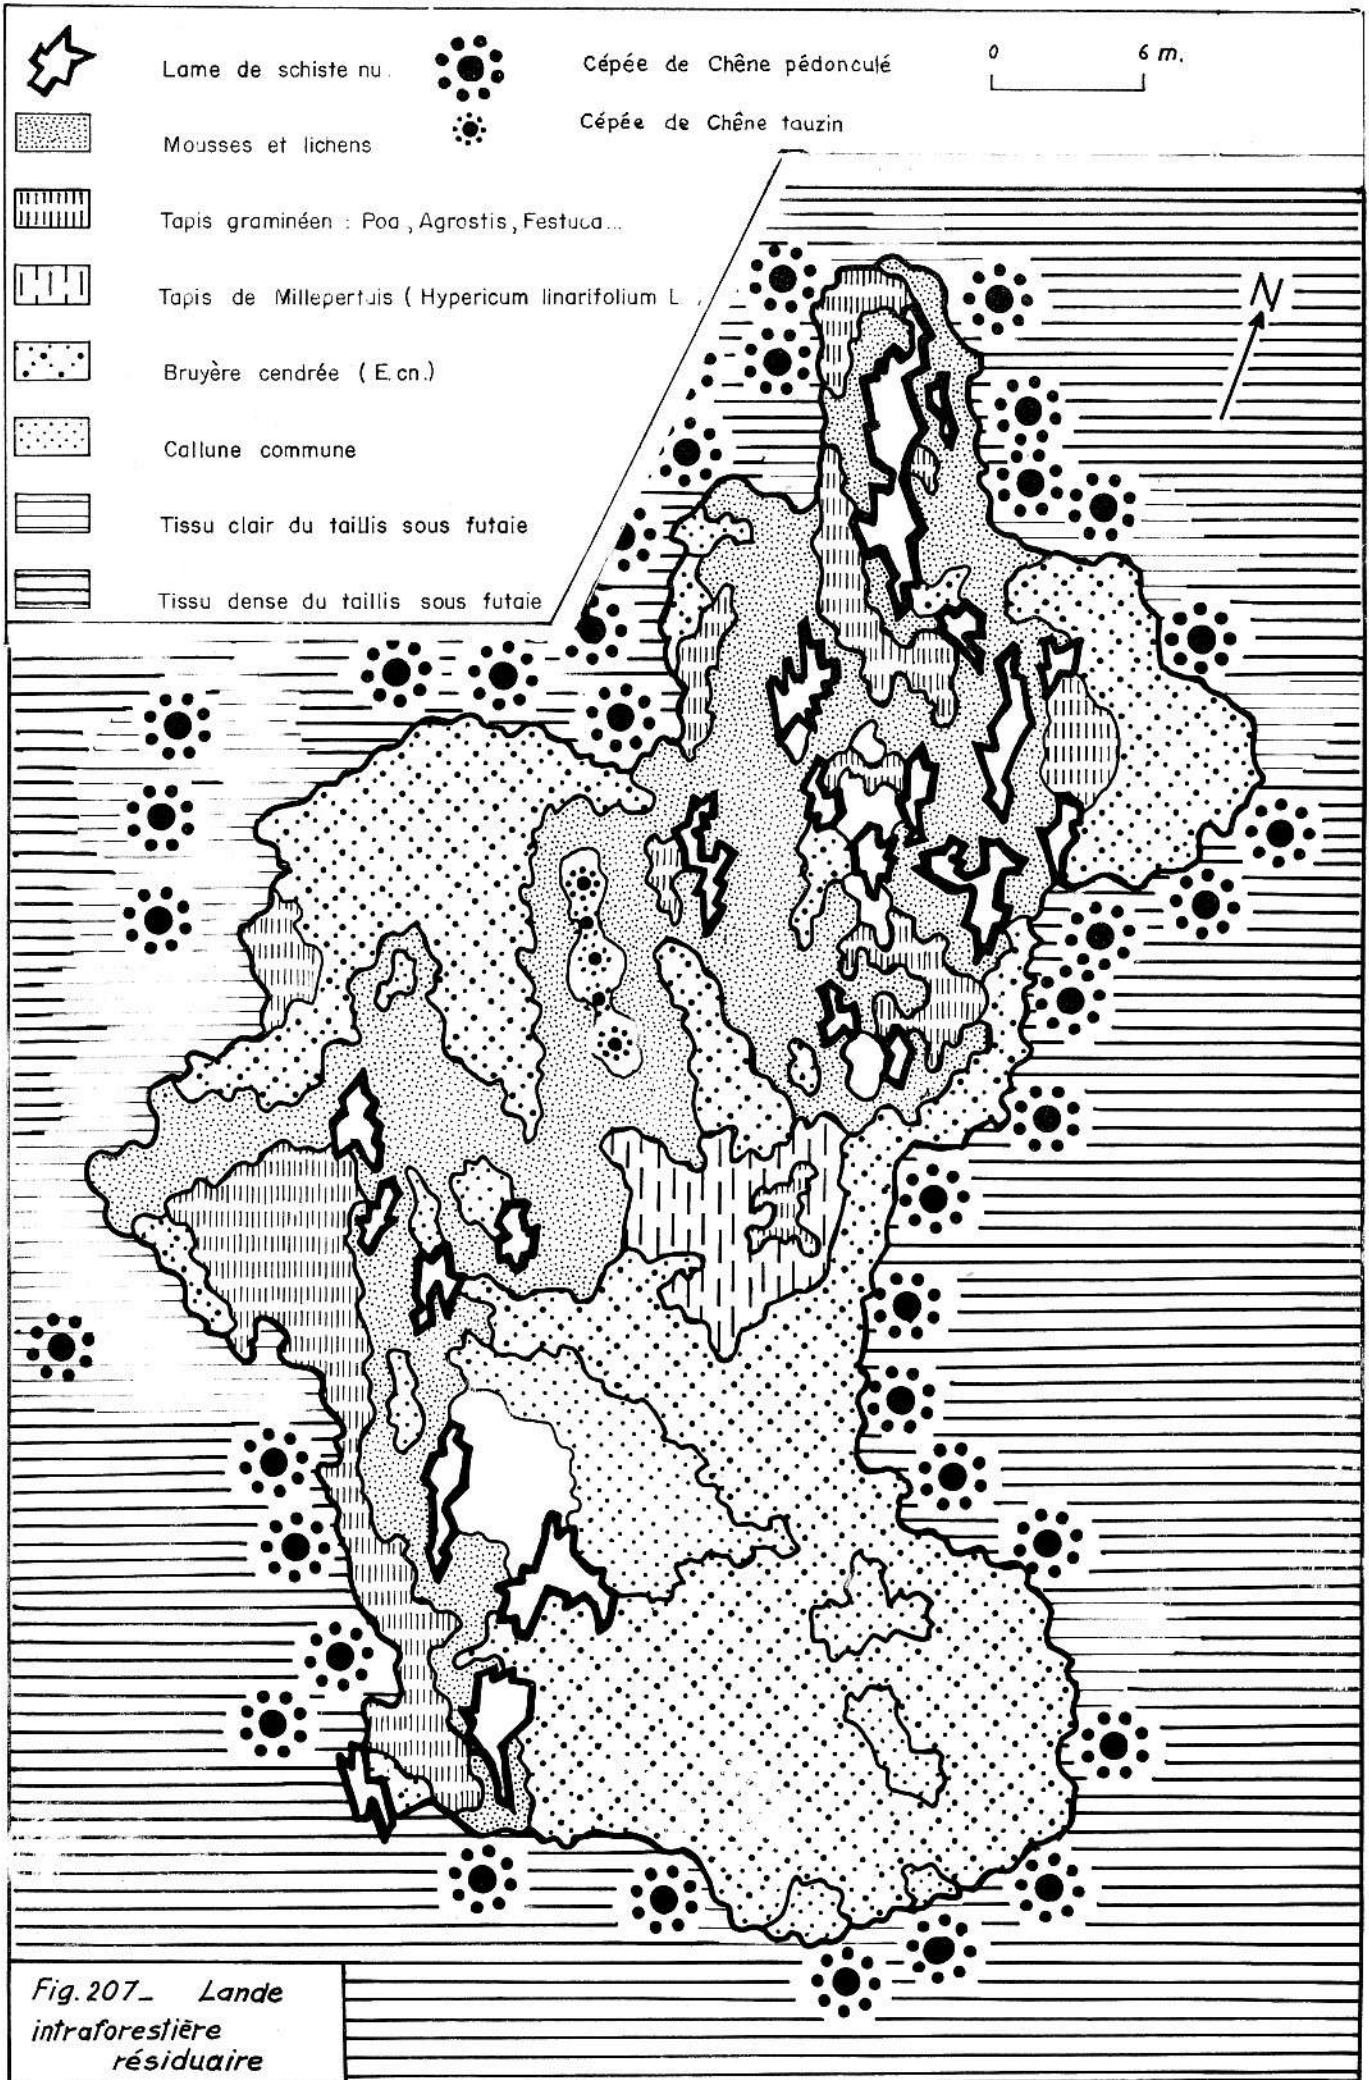 Lame de schiste nu.
Mousses et lichens
Tapis graminéen : Poa, Agrostis, Festuca...
Tapis de Millepertuis ( Hypericum linarifolium L
Bruyère cendrée ( E. cn.)
Callune commune
Tissu clair du taillis sous futaie
Tissu dense du taillis sous futaie
Cépée de Chêne pédonculé
Cépée de Chêne tauzin
0 6 m.
N
Fig. 207_ Lande
intraforestière
résiduaire